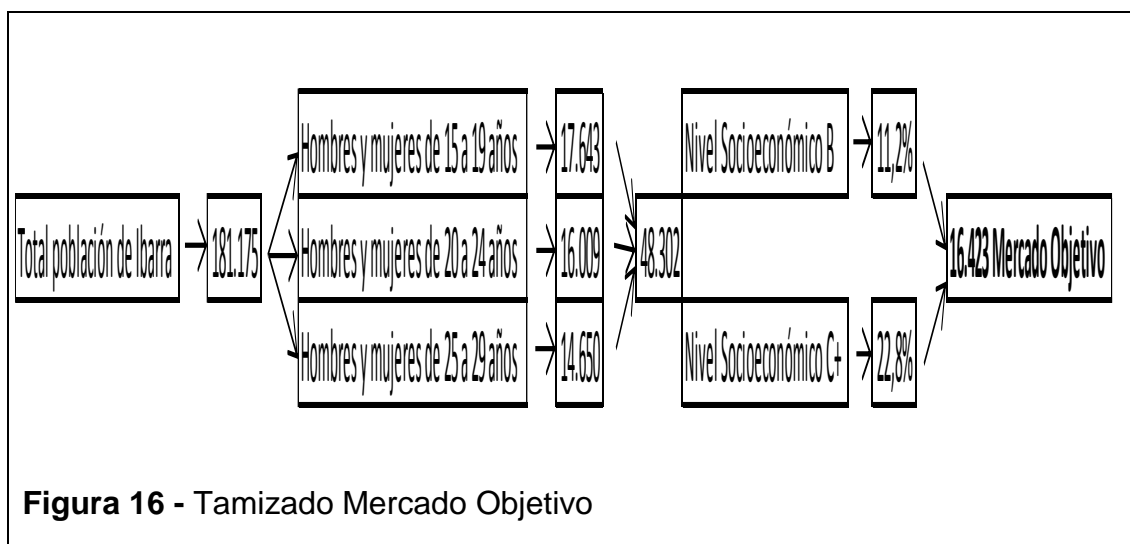 Total población de Ibarra
181.175
Hombres y mujeres de 15 a 19 años
17.643
Hombres y mujeres de 20 a 24 años
16.009
Hombres y mujeres de 25 a 29 años
14.650
48.302
Nivel Socioeconómico B
11,2%
Nivel Socioeconómico C+
22,8%
16.423 Mercado Objetivo
Figura 16 - Tamizado Mercado Objetivo